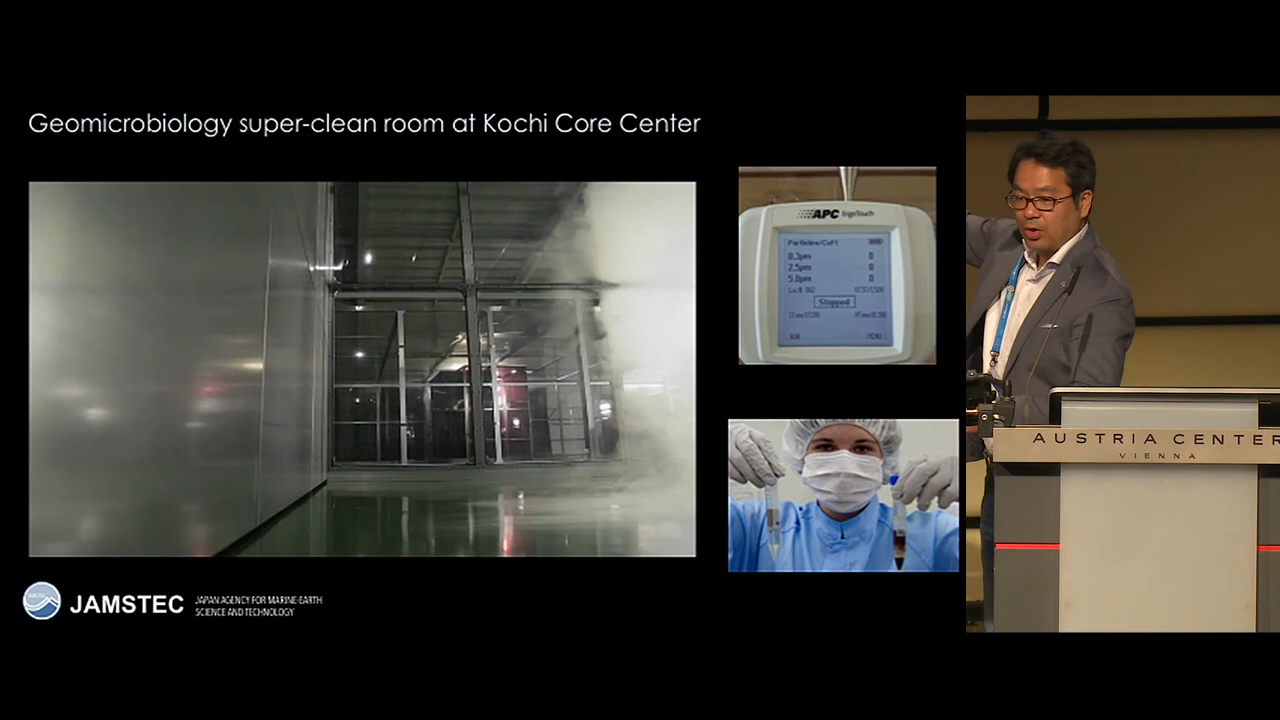 Geomicrobiology super-clean room at Kochi Core Center
APC ErgoTouch
Particles/CuFt
0.3µm 0
2.5µm 0
5.0µm 0
Stopped
MENU
JAMSTEC
JAPAN AGENCY FOR MARINE-EARTH
SCIENCE AND TECHNOLOGY
AUSTRIA CENTER
VIENNA